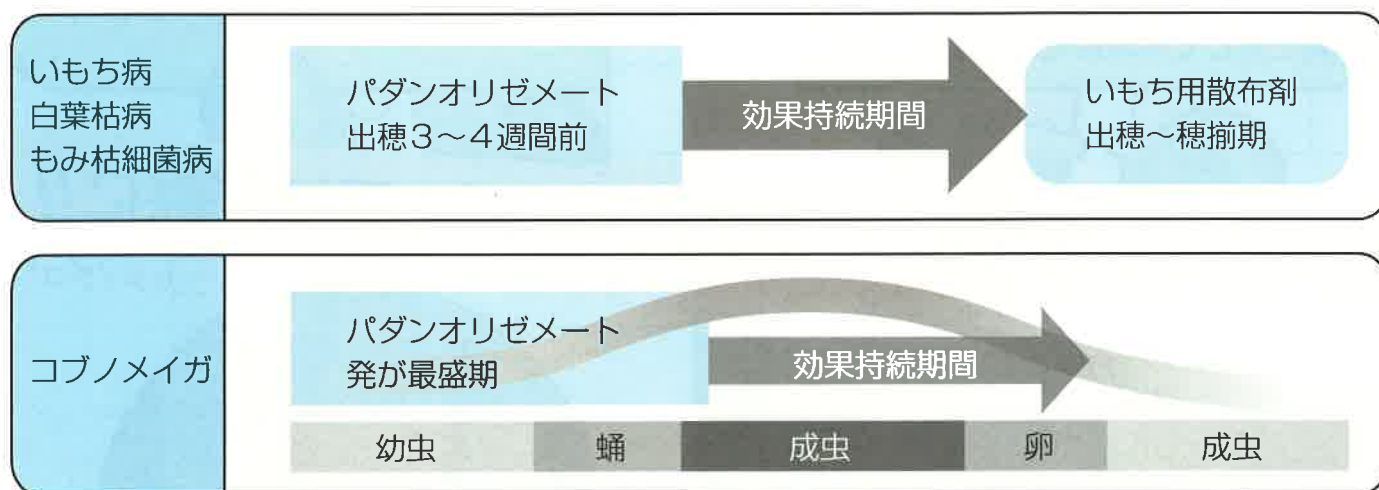 いもち病
白葉枯病
もみ枯細菌病
パダンオリゼメート
出穂3〜4週間前
効果持続期間
いもち用散布剤
出穂〜穂揃期
コブノメイガ
パダンオリゼメート
発が最盛期
効果持続期間
幼虫
蛹
成虫
卵
成虫